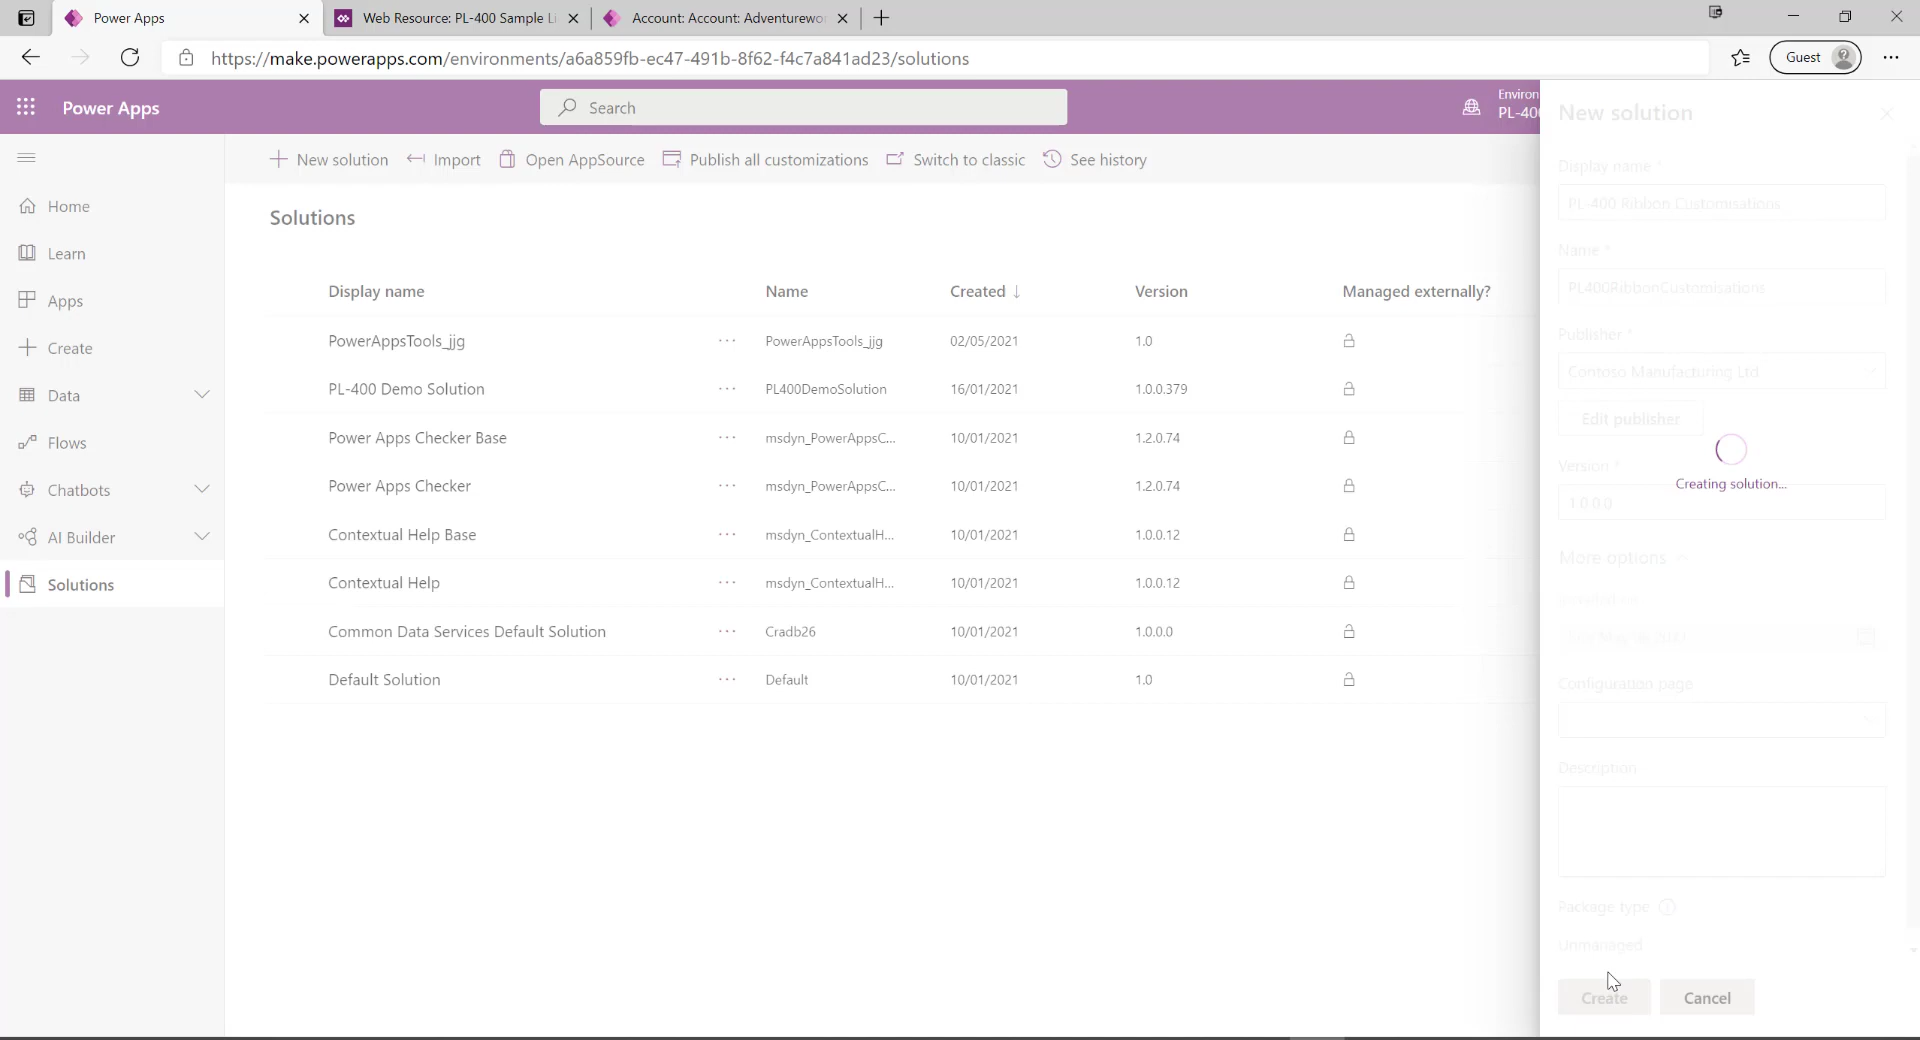 Power Apps
Web Resource: PL-400 Sample Li
Account: Account: Adventurewo
https://make.powerapps.com/environments/a6a859fb-ec47-491b-8f62-f4c7a841ad23/solutions
Guest
Power Apps
Search
Environ
PL-400
New solution
Import
Open AppSource
Publish all customizations
Switch to classic
See history
Home
Learn
Apps
Create
Data
Flows
Chatbots
AI Builder
Solutions
Solutions
Display name
Name
Created ↓
Version
Managed externally?
PowerAppsTools_jjg ··· PowerAppsTools_jjg 02/05/2021 1.0
PL-400 Demo Solution ··· PL400DemoSolution 16/01/2021 1.0.0.379
Power Apps Checker Base ··· msdyn_PowerAppsC... 10/01/2021 1.2.0.74
Power Apps Checker ··· msdyn_PowerAppsC... 10/01/2021 1.2.0.74
Contextual Help Base ··· msdyn_ContextualH... 10/01/2021 1.0.0.12
Contextual Help ··· msdyn_ContextualH... 10/01/2021 1.0.0.12
Common Data Services Default Solution ··· Cradb26 10/01/2021 1.0.0.0
Default Solution ··· Default 10/01/2021 1.0
New solution
Display name *
PL-400 Ribbon Customisations
Name *
PL400RibbonCustomisations
Publisher *
Contoso Manufacturing Ltd
Edit publisher
Version *
1.0.0.0
Creating solution...
More options
Configuration page
Description
Package type
Unmanaged
Create
Cancel